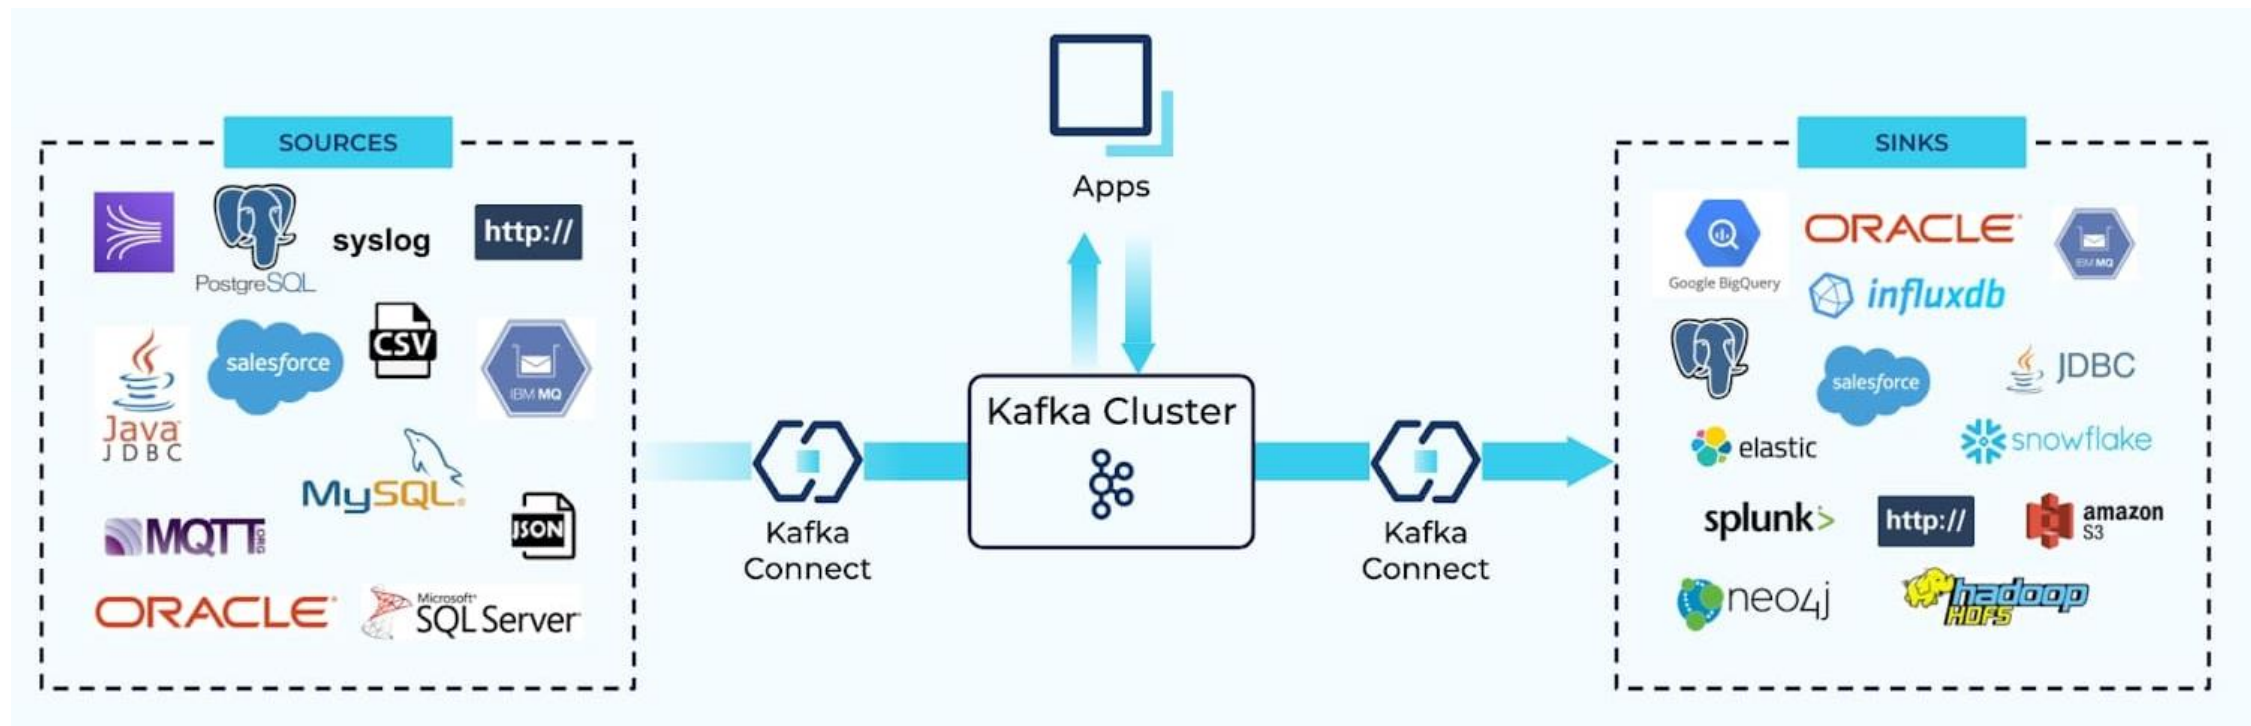 SOURCES
PostgreSQL
syslog
http://
Java
JDBC
salesforce
CSV
IBM MQ
MySQL
MQTT.ORG
JSON
ORACLE
Microsoft
SQL Server
Kafka
Connect
Apps
Kafka Cluster
Kafka
Connect
SINKS
Google BigQuery
ORACLE
IBM MQ
influxdb
salesforce
JDBC
elastic
snowflake
splunk>
http://
amazon
S3
neo4j
hadoop
HDFS